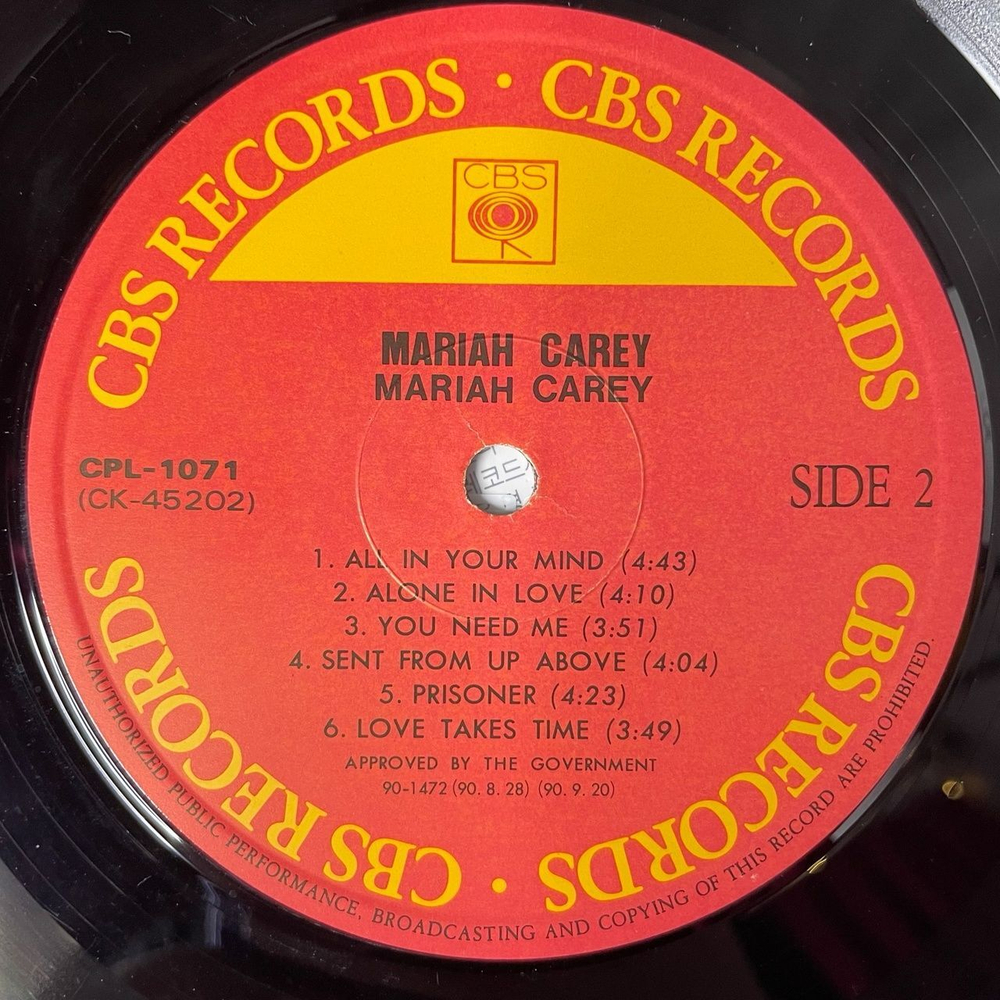 CBS RECORDS • CBS RECORDS
CBS
MARIAH CAREY
MARIAH CAREY
CPL-1071
(CK-45202)
SIDE 2
1. ALL IN YOUR MIND (4:43)
2. ALONE IN LOVE (4:10)
3. YOU NEED ME (3:51)
4. SENT FROM UP ABOVE (4:04)
5. PRISONER (4:23)
6. LOVE TAKES TIME (3:49)
APPROVED BY THE GOVERNMENT
90-1472 (90. 8. 28) (90. 9. 20)
CBS RECORDS • CBS RECORDS
UNAUTHORIZED PUBLIC PERFORMANCE, BROADCASTING AND COPYING OF THIS RECORD ARE PROHIBITED.